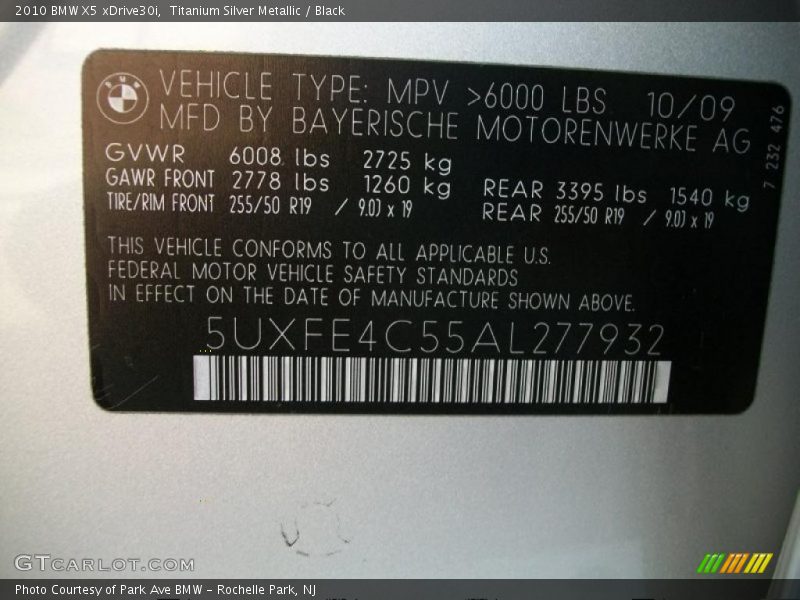 2010 BMW X5 xDrive30i,  Titanium Silver Metallic / Black
VEHICLE TYPE: MPV >6000 LBS 10/09
MFD BY BAYERISCHE MOTORENWERKE AG
GVWR 6008 lbs 2725 kg
GAWR FRONT 2778 lbs 1260 kg REAR 3395 lbs 1540 kg
TIRE/RIM FRONT 255/50 R19 / 9.0J x 19 REAR 255/50 R19 / 9.0J x 19
7 232 476
THIS VEHICLE CONFORMS TO ALL APPLICABLE U.S.
FEDERAL MOTOR VEHICLE SAFETY STANDARDS
IN EFFECT ON THE DATE OF MANUFACTURE SHOWN ABOVE.
5UXFE4C55AL277932
GTCARLOT.COM
Photo Courtesy of Park Ave BMW - Rochelle Park, NJ